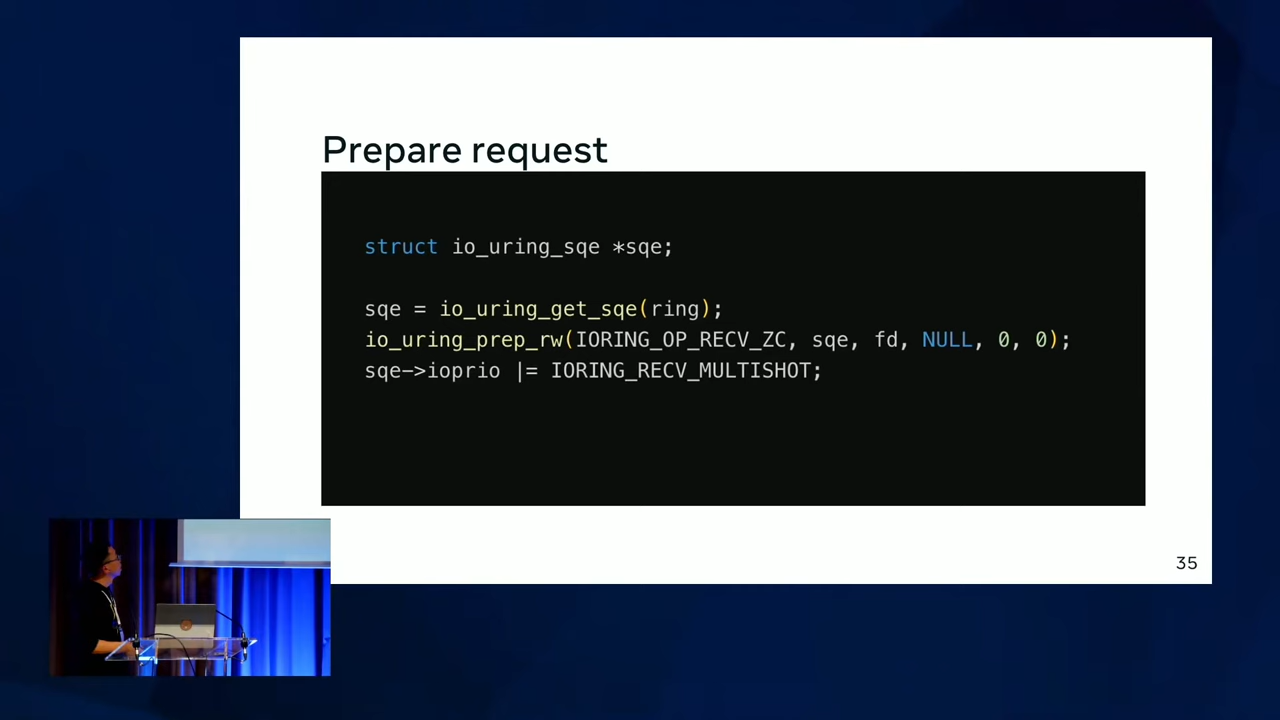 Prepare request
struct io_uring_sqe *sqe;
sqe = io_uring_get_sqe(ring);
io_uring_prep_rw(IORING_OP_RECV_ZC, sqe, fd, NULL, 0, 0);
sqe->ioprio |= IORING_RECV_MULTISHOT;
35